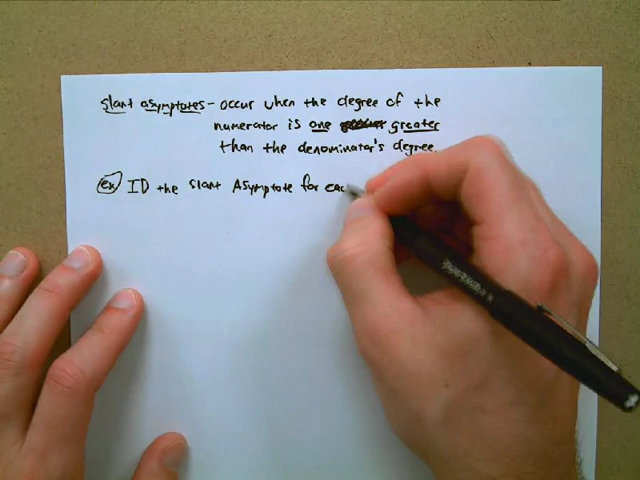 Slant asymptotes - occur when the degree of the
numerator is one greater
than the denominator's degree.
ex ID the slant Asymptote for eac